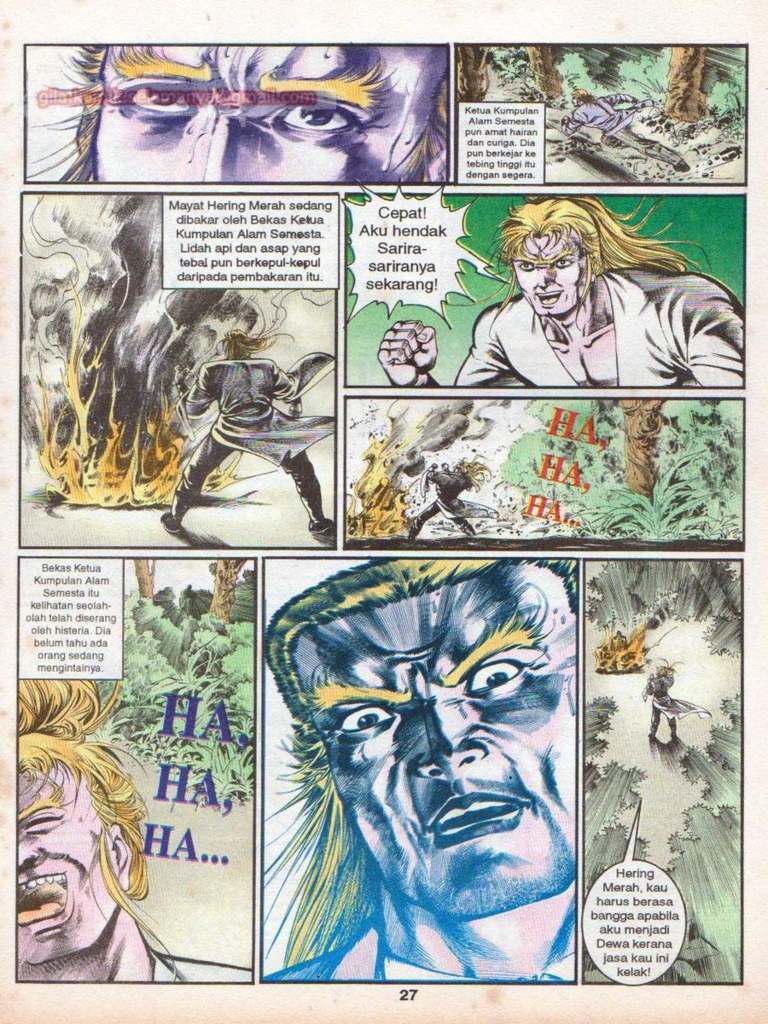 Ketua Kumpulan
Alam Semesta
pun amat hairan
dan curiga. Dia
pun berkejar ke
tebing tinggi itu
dengan segera.
Mayat Hering Merah sedang
dibakar oleh Bekas Ketua
Kumpulan Alam Semesta.
Lidah api dan asap yang
tebal pun berkepul-kepul
daripada pembakaran itu.
Cepat!
Aku hendak
Sarira-
sariranya
sekarang!
HA,
HA,
HA...
Bekas Ketua
Kumpulan Alam
Semesta itu
kelihatan seolah-
olah telah diserang
oleh histeria. Dia
belum tahu ada
orang sedang
mengintainya.
HA,
HA,
HA...
Hering
Merah, kau
harus berasa
bangga apabila
aku menjadi
Dewa kerana
jasa kau ini
kelak!
27